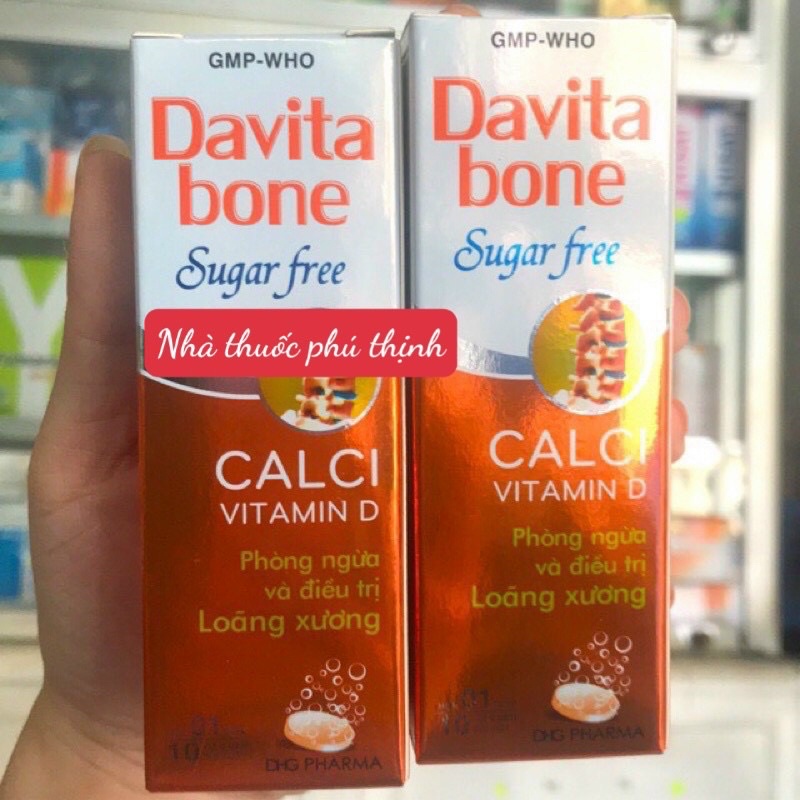 GMP-WHO
Davita
bone
Sugar free
Nhà thuốc phú thịnh
CALCI
VITAMIN D
Phòng ngừa
và điều trị
Loãng xương
DHG PHARMA
GMP-WHO
Davita
bone
Sugar free
CALCI
VITAMIN D
Phòng ngừa
và điều trị
Loãng xương
DHG PHARMA